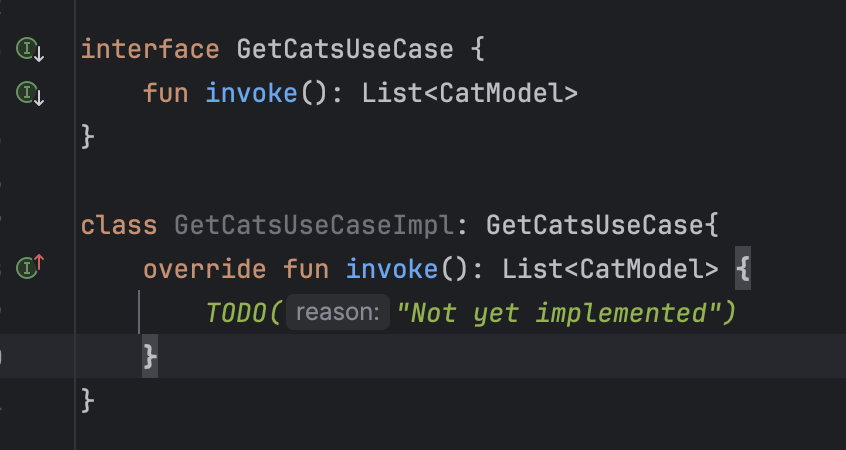 interface GetCatsUseCase {
    fun invoke(): List<CatModel>
}
class GetCatsUseCaseImpl: GetCatsUseCase{
    override fun invoke(): List<CatModel> {
        TODO( reason: "Not yet implemented")
    }
}